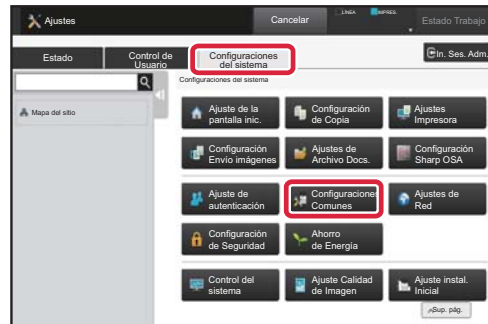 Ajustes
Cancelar
LÍNEA
IMPRES.
Estado Trabajo
Estado
Control de
Usuario
Configuraciones
del sistema
In. Ses. Adm.
Configuraciones del sistema
Mapa del sitio
Ajuste de la
pantalla inic.
Configuración
de Copia
Ajustes
Impresora
Configuración
Envío imágenes
Ajustes de
Archivo Docs.
Configuración
Sharp OSA
Ajuste de
autenticación
Configuraciones
Comunes
Ajustes de
Red
Configuración
de Seguridad
Ahorro
de Energía
Control del
sistema
Ajuste Calidad
de Imagen
Ajuste instal.
Inicial
Sup. pág.